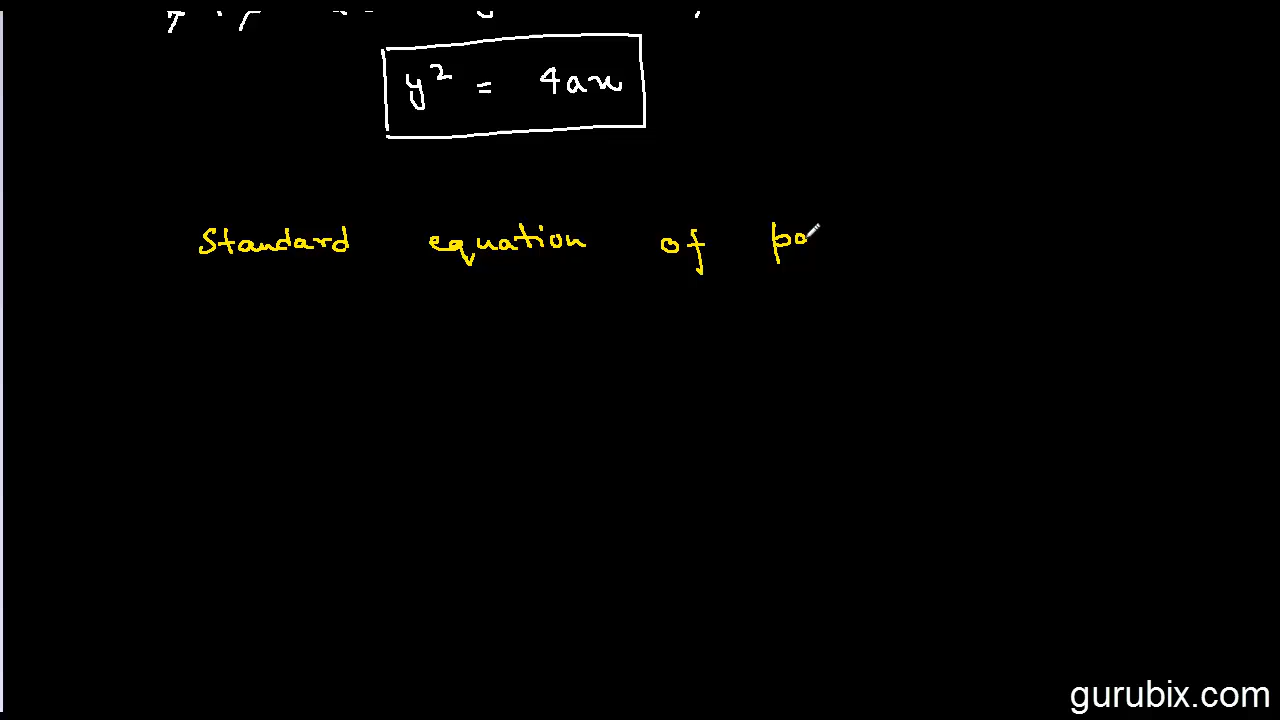 y² = 4ax
Standard equation of pa
gurubix.com